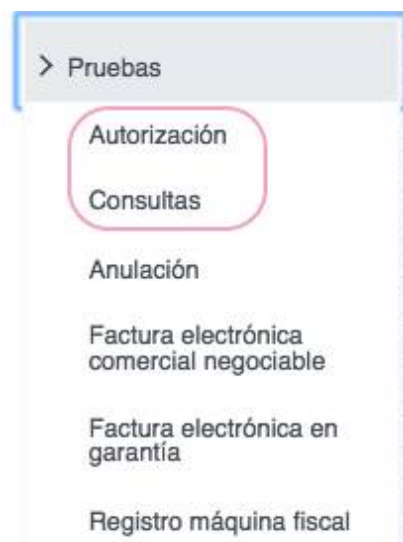 Pruebas
Autorización
Consultas
Anulación
Factura electrónica
comercial negociable
Factura electrónica en
garantía
Registro máquina fiscal